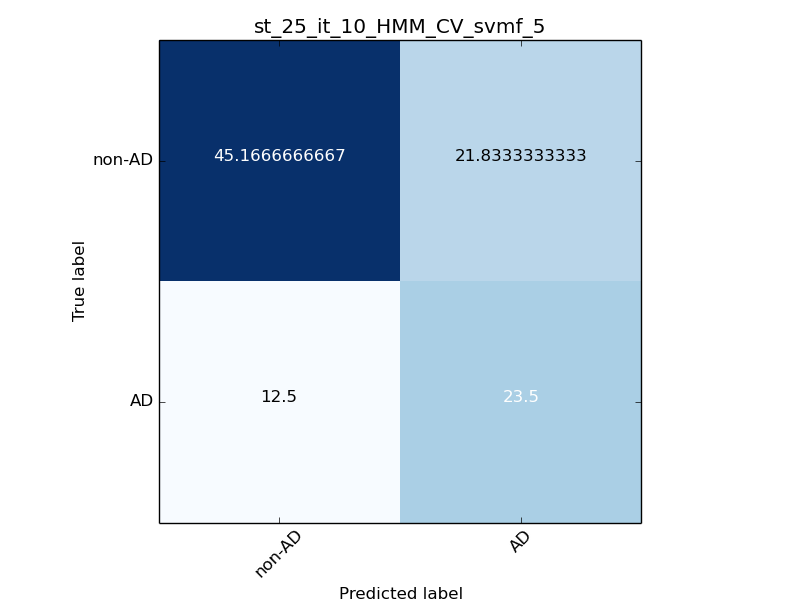 st_25_it_10_HMM_CV_svmf_5
non-AD
45.1666666667
21.8333333333
True label
AD
12.5
23.5
non-AD
AD
Predicted label